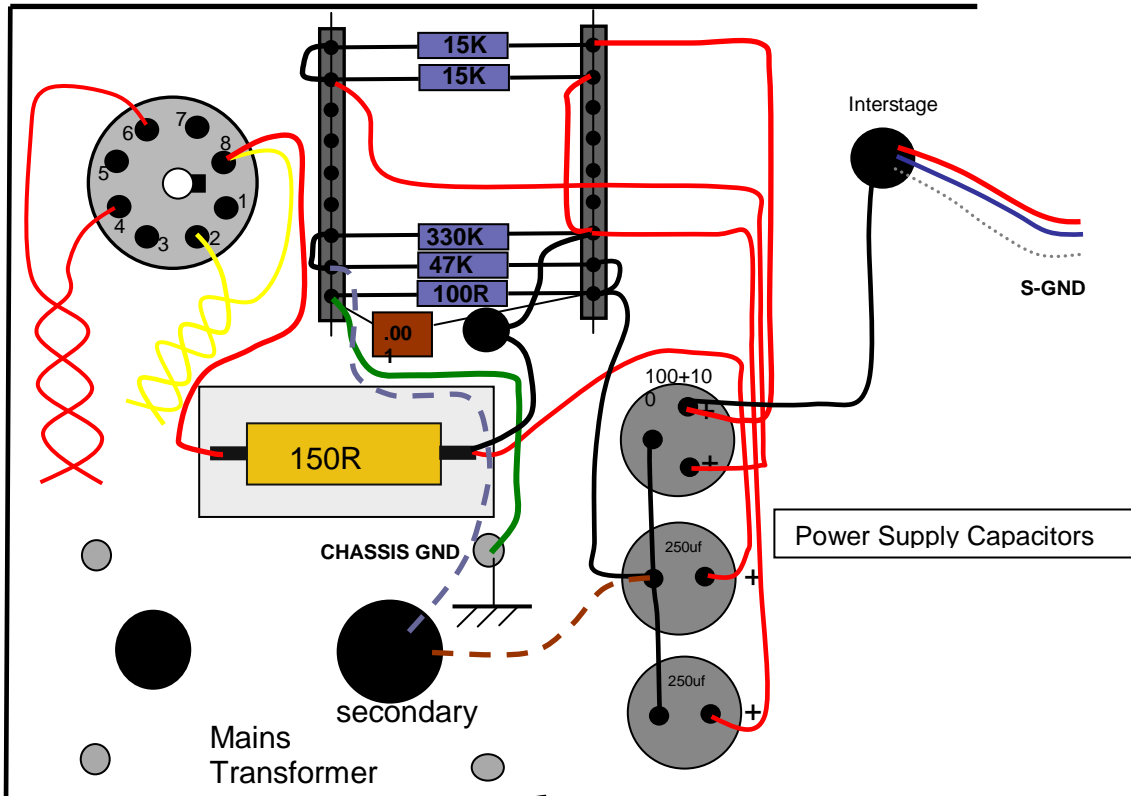 15K
15K
Interstage
6
7
8
5
1
4
3
2
330K
47K
100R
S-GND
.00
1
100+10
0
+
+
150R
Power Supply Capacitors
CHASSIS GND
250uf
+
250uf
+
secondary
Mains
Transformer